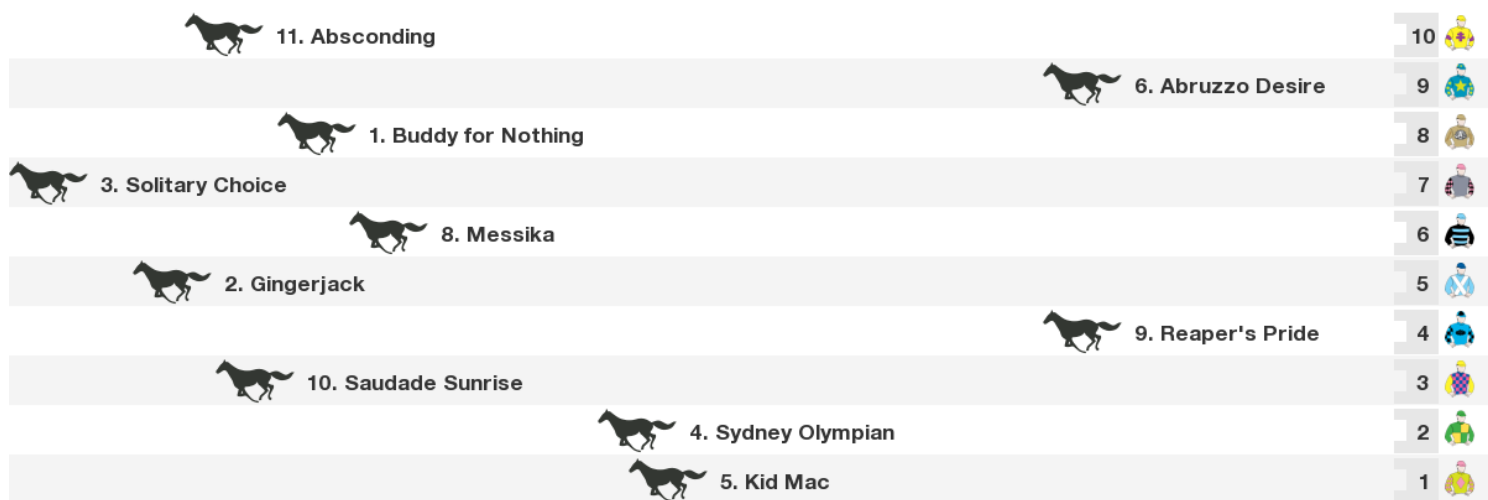 11. Absconding 10
6. Abruzzo Desire 9
1. Buddy for Nothing 8
3. Solitary Choice 7
8. Messika 6
2. Gingerjack 5
9. Reaper's Pride 4
10. Saudade Sunrise 3
4. Sydney Olympian 2
5. Kid Mac 1